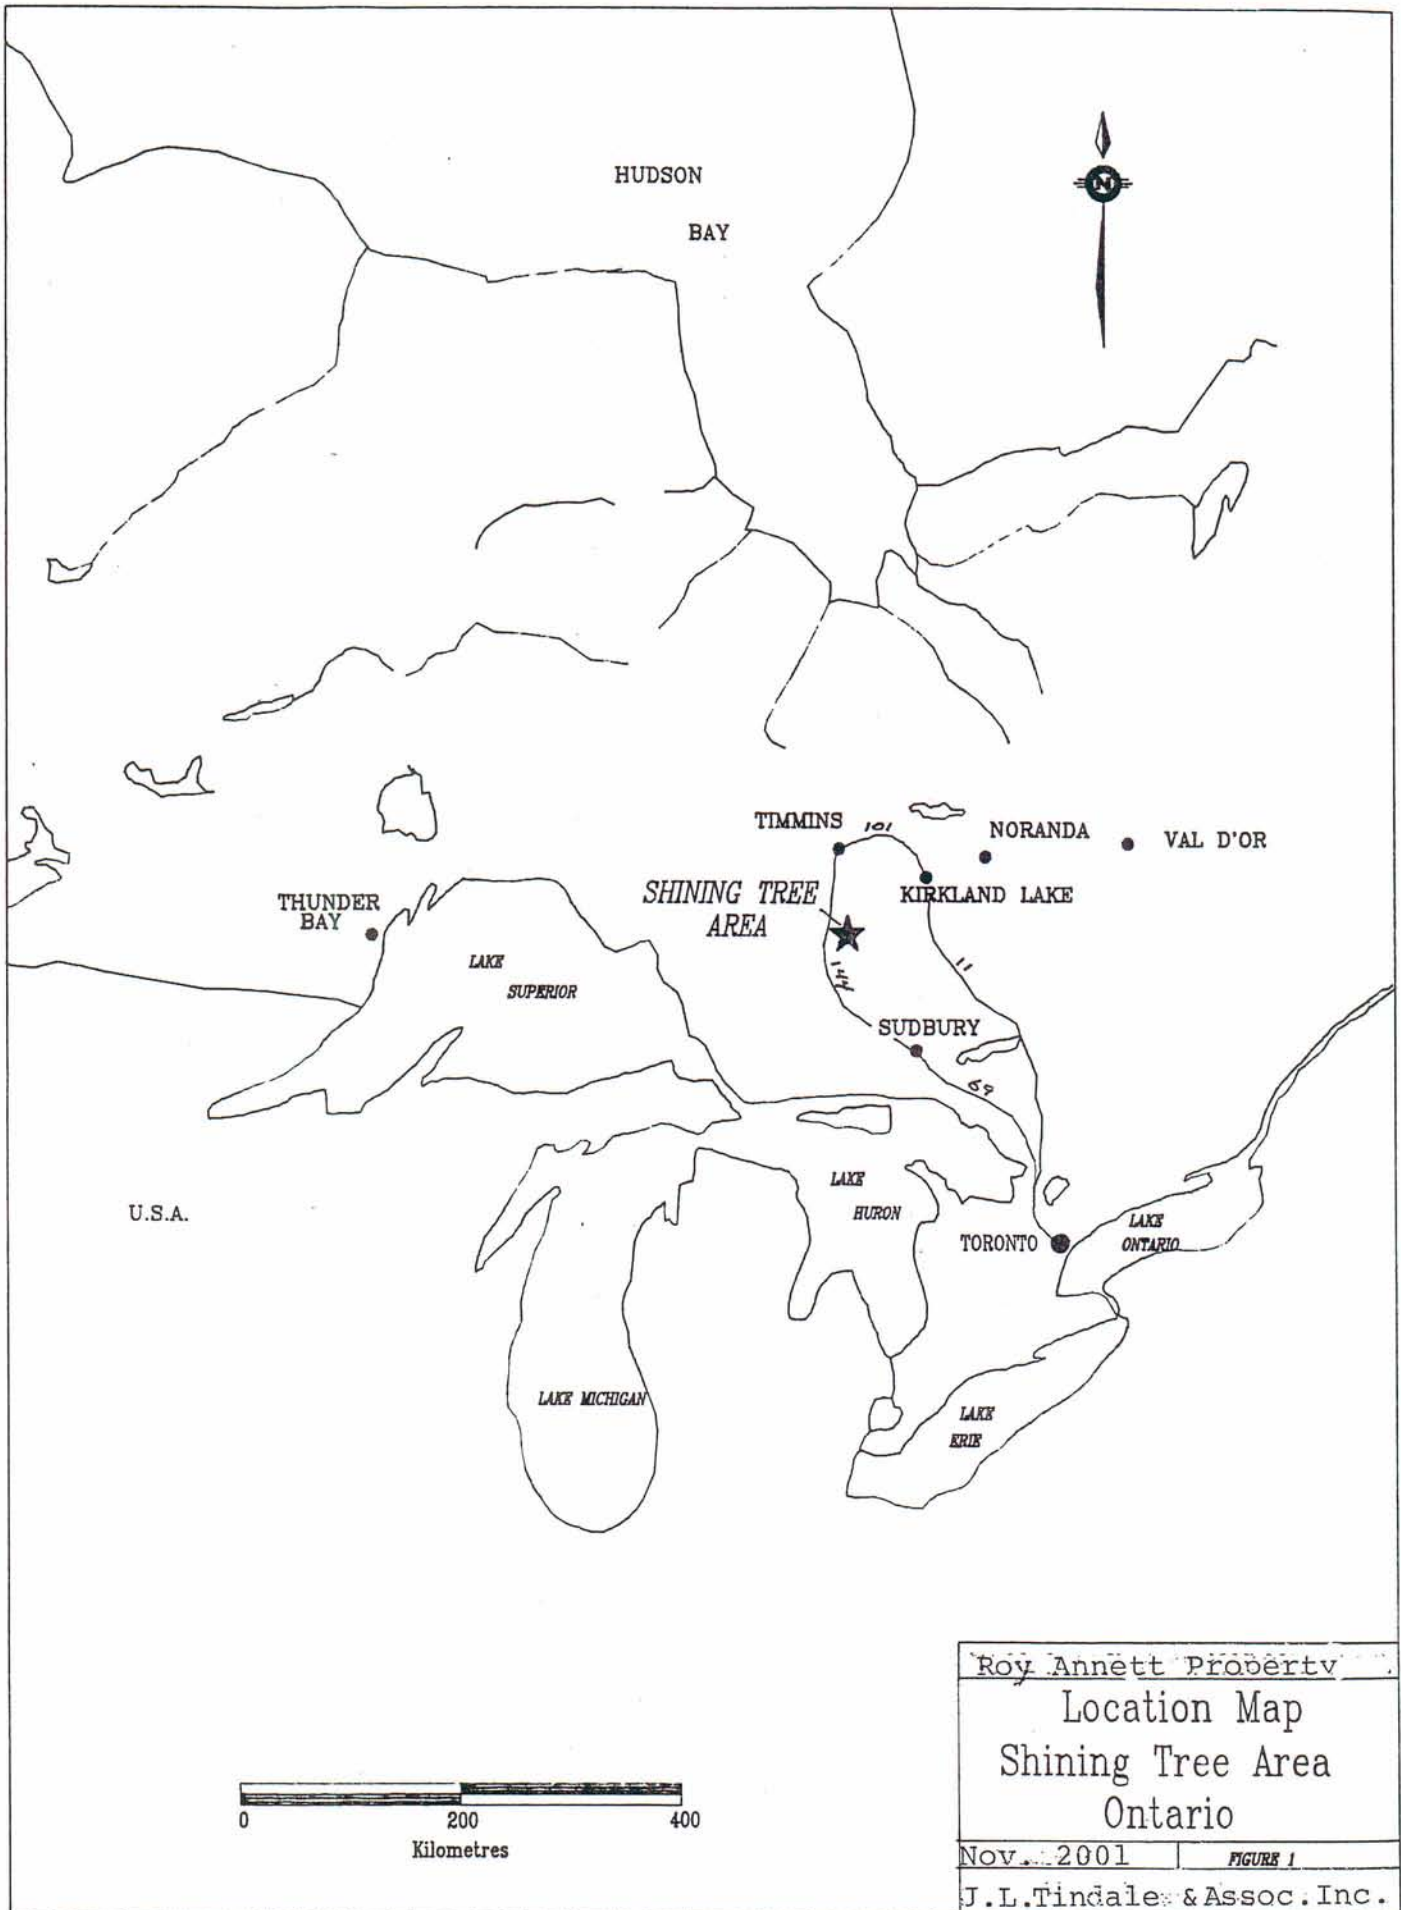 HUDSON
BAY
N
TIMMINS
101
NORANDA
VAL D'OR
SHINING TREE
AREA
KIRKLAND LAKE
THUNDER
BAY
LAKE
SUPERIOR
144
11
SUDBURY
69
U.S.A.
LAKE
HURON
TORONTO
LAKE
ONTARIO
LAKE MICHIGAN
LAKE
ERIE
0 200 400
Kilometres
Roy Annett Property
Location Map
Shining Tree Area
Ontario
Nov. 2001 FIGURE 1
J.L.Tindale & Assoc. Inc.